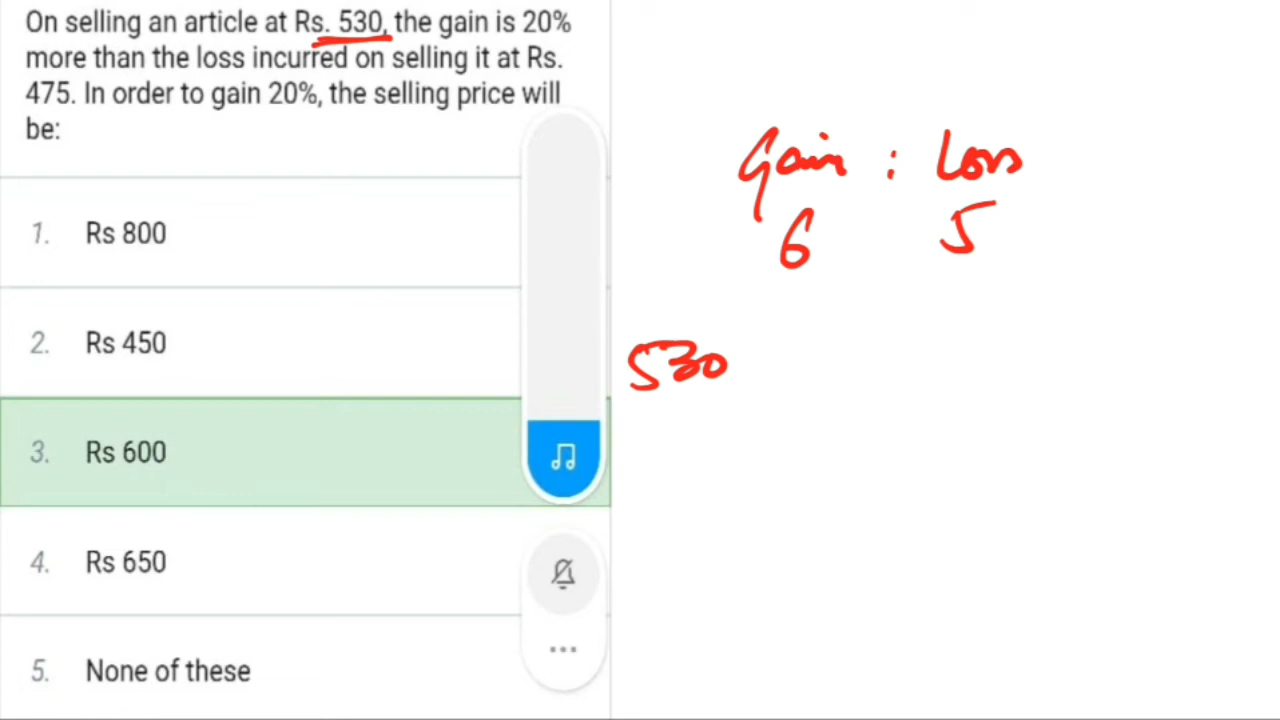 On selling an article at Rs. 530, the gain is 20%
more than the loss incurred on selling it at Rs.
475. In order to gain 20%, the selling price will
be:
1. Rs 800
2. Rs 450
3. Rs 600
4. Rs 650
5. None of these
Gain : Loss
6 5
530